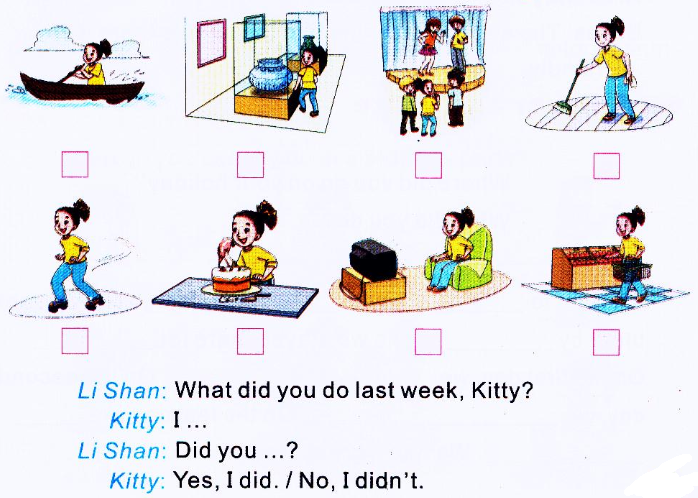 Li Shan: What did you do last week, Kitty?
Kitty: I ...
Li Shan: Did you ...?
Kitty: Yes, I did. / No, I didn't.